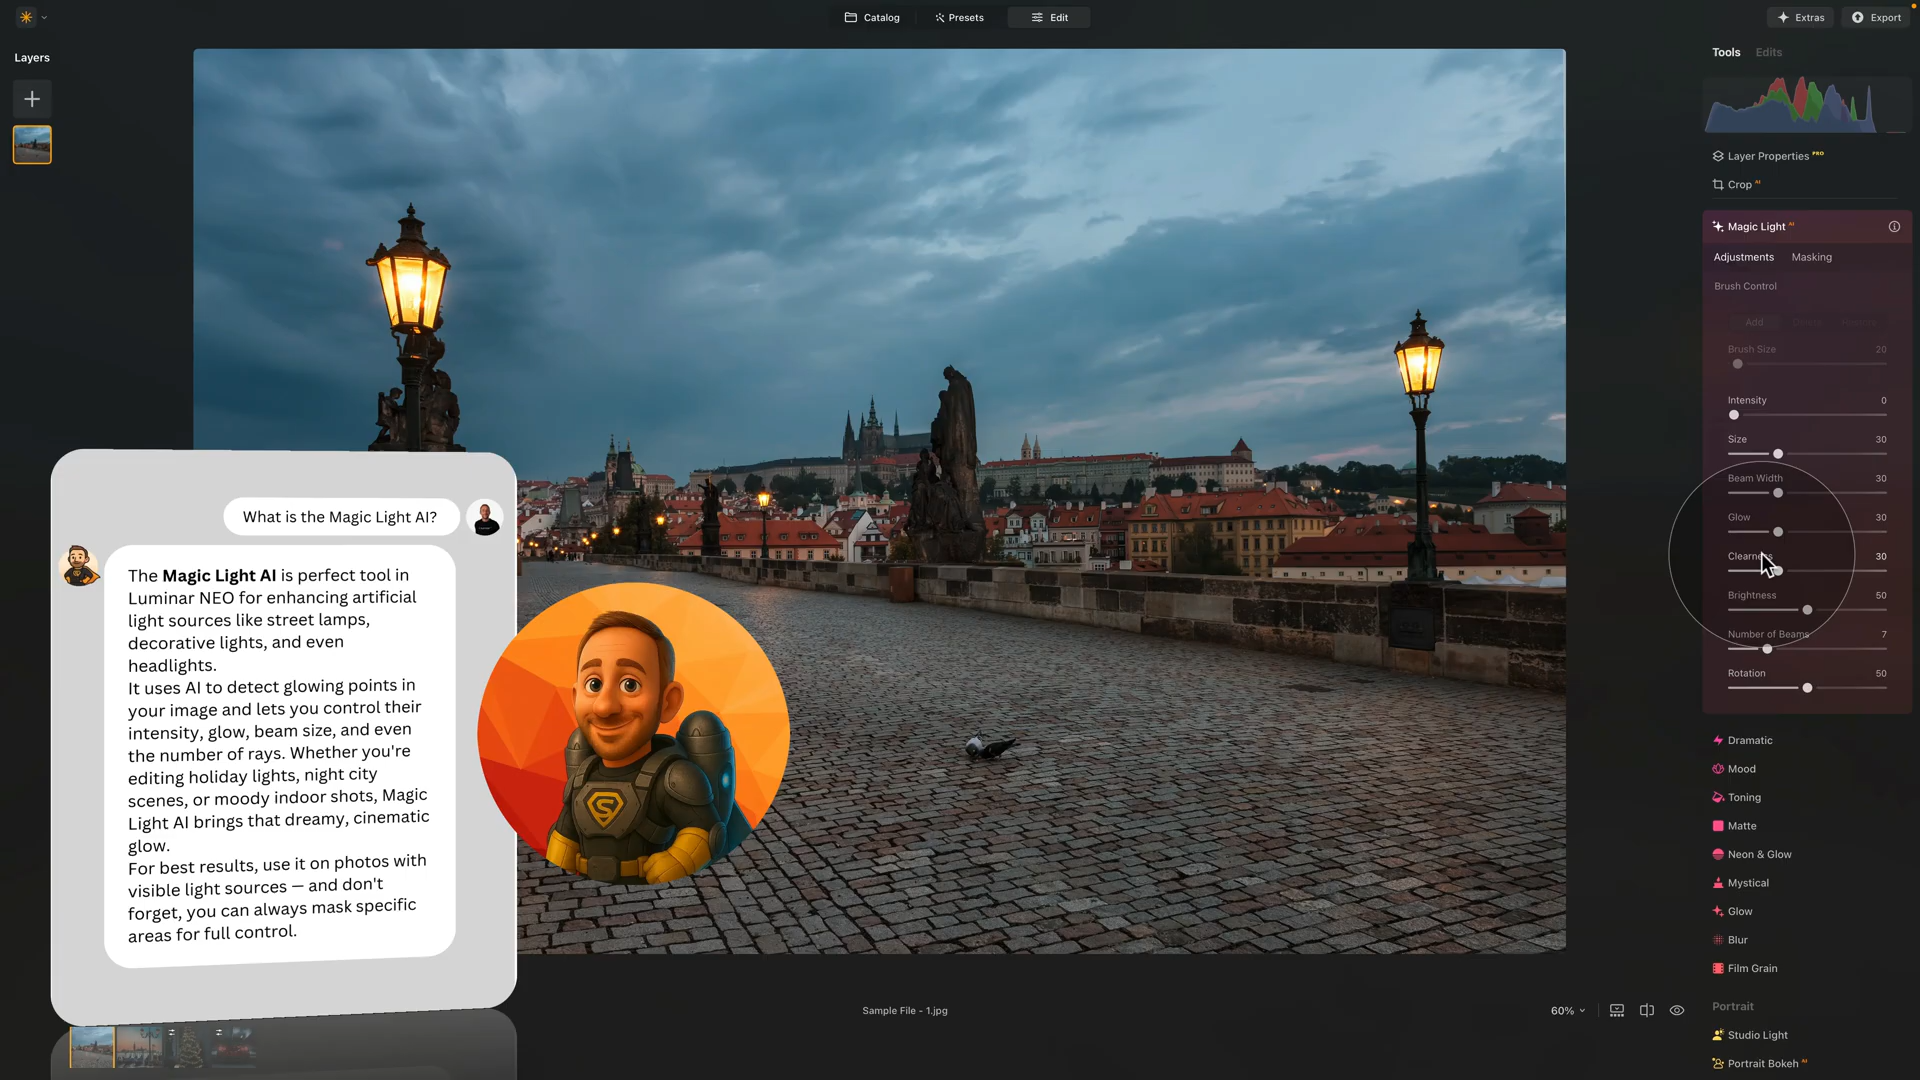 Catalog
Presets
Edit
Extras
Export
Layers
Tools
Edits
Layer Properties PRO
Crop AI
Magic Light AI
Adjustments
Masking
Brush Control
Add
Brush Size
20
Intensity
0
Size
30
Beam Width
30
Glow
30
Clearness
30
Brightness
50
Number of Beams
7
Rotation
50
Dramatic
Mood
Toning
Matte
Neon & Glow
Mystical
Glow
Blur
Film Grain
Portrait
Studio Light
Portrait Bokeh AI
What is the Magic Light AI?
The Magic Light AI is perfect tool in
Luminar NEO for enhancing artificial
light sources like street lamps,
decorative lights, and even
headlights.
It uses AI to detect glowing points in
your image and lets you control their
intensity, glow, beam size, and even
the number of rays. Whether you're
editing holiday lights, night city
scenes, or moody indoor shots, Magic
Light AI brings that dreamy, cinematic
glow.
For best results, use it on photos with
visible light sources — and don't
forget, you can always mask specific
areas for full control.
S
Sample File - 1.jpg
60%